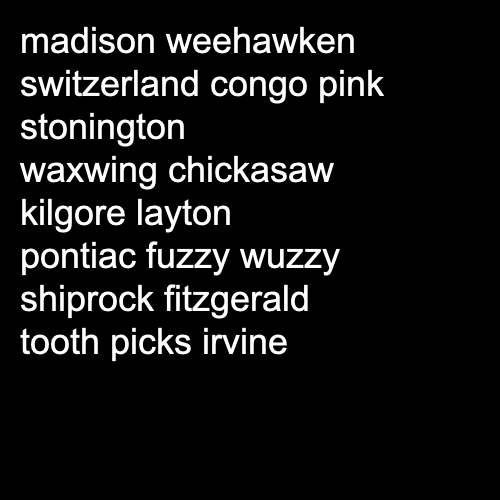 madison weehawken
switzerland congo pink
stonington
waxwing chickasaw
kilgore layton
pontiac fuzzy wuzzy
shiprock fitzgerald
tooth picks irvine